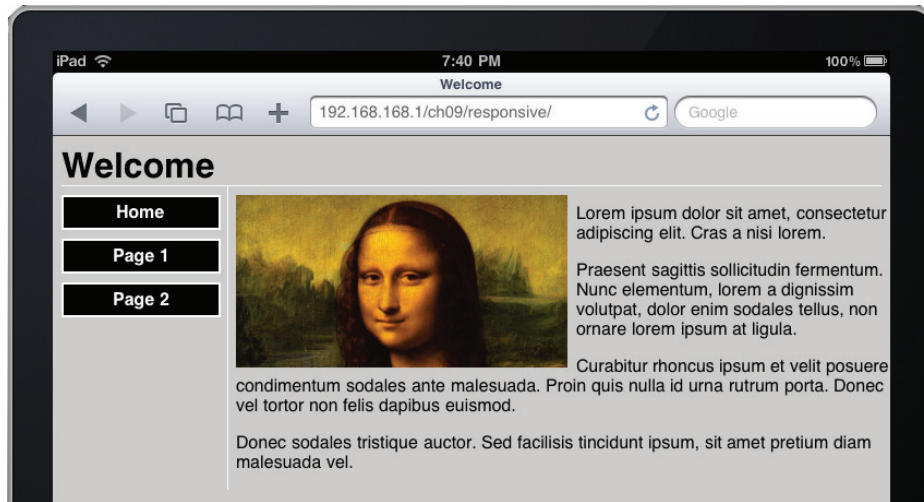 iPad 7:40 PM 100%
Welcome
192.168.168.1/ch09/responsive/ Google
Welcome
Home
Page 1
Page 2
Lorem ipsum dolor sit amet, consectetur
adipiscing elit. Cras a nisi lorem.
Praesent sagittis sollicitudin fermentum.
Nunc elementum, lorem a dignissim
volutpat, dolor enim sodales tellus, non
ornare lorem ipsum at ligula.
Curabitur rhoncus ipsum et velit posuere
condimentum sodales ante malesuada. Proin quis nulla id urna rutrum porta. Donec
vel tortor non felis dapibus euismod.
Donec sodales tristique auctor. Sed facilisis tincidunt ipsum, sit amet pretium diam
malesuada vel.